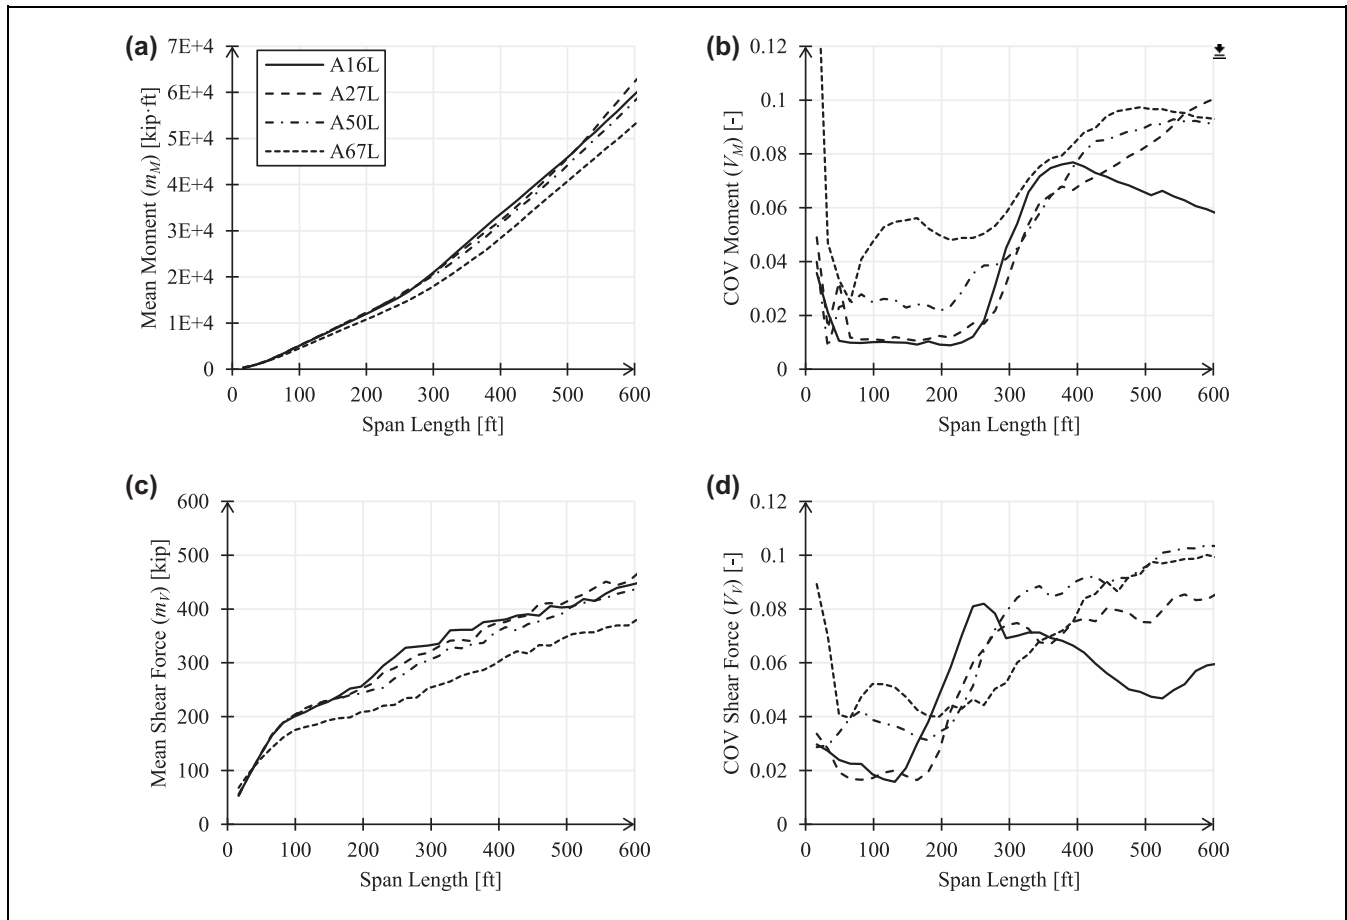 (a)
7E+4
6E+4
5E+4
4E+4
3E+4
2E+4
1E+4
0
Mean Moment (m_M) [kip·ft]
A16L
A27L
A50L
A67L
0 100 200 300 400 500 600
Span Length [ft]
(b)
0.12
0.1
0.08
0.06
0.04
0.02
0
COV Moment (V_M) [-]
0 100 200 300 400 500 600
Span Length [ft]
(c)
600
500
400
300
200
100
0
Mean Shear Force (m_V) [kip]
0 100 200 300 400 500 600
Span Length [ft]
(d)
0.12
0.1
0.08
0.06
0.04
0.02
0
COV Shear Force (V_V) [-]
0 100 200 300 400 500 600
Span Length [ft]